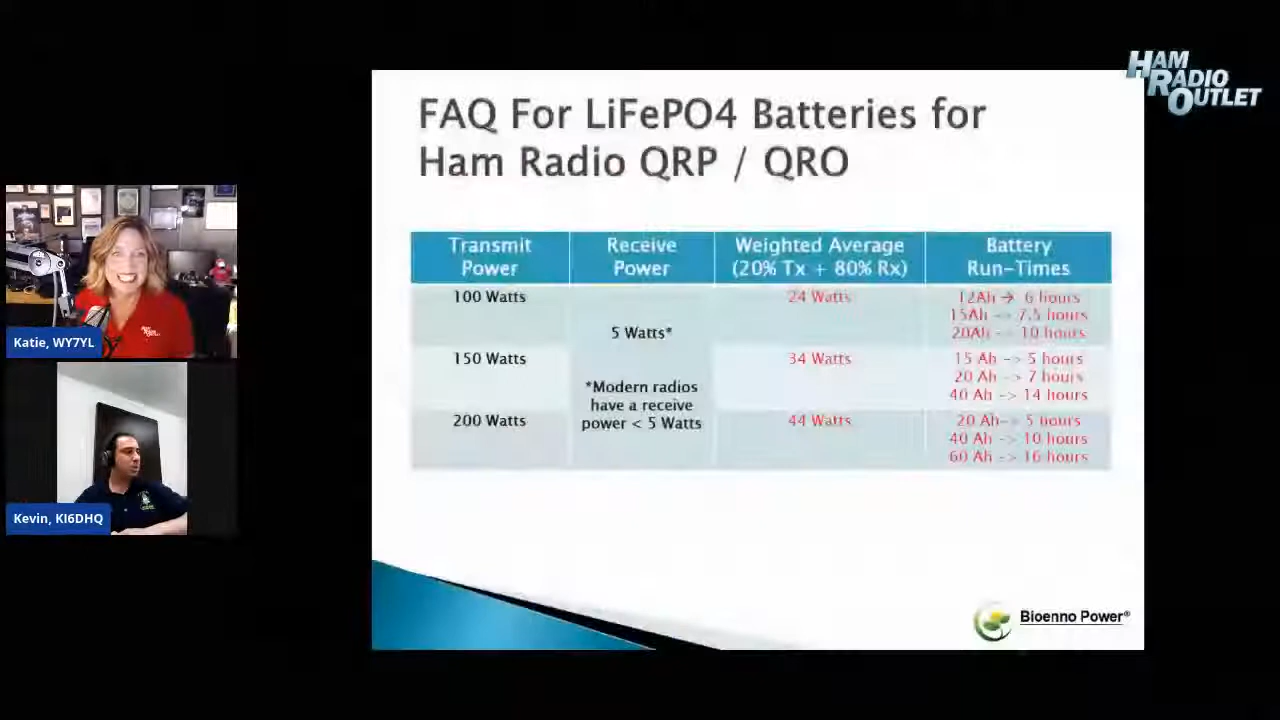 HAM
RADIO
OUTLET
FAQ For LiFePO4 Batteries for
Ham Radio QRP / QRO
Transmit
Power
Receive
Power
Weighted Average
(20% Tx + 80% Rx)
Battery
Run-Times
100 Watts
5 Watts*
*Modern radios
have a receive
power < 5 Watts
24 Watts
12Ah → 6 hours
15Ah -> 7.5 hours
20Ah -> 10 hours
150 Watts
34 Watts
15 Ah -> 5 hours
20 Ah -> 7 hours
40 Ah -> 14 hours
200 Watts
44 Watts
20 Ah-> 5 hours
40 Ah -> 10 hours
60 Ah -> 16 hours
Katie, WY7YL
Kevin, KI6DHQ
Bioenno Power®